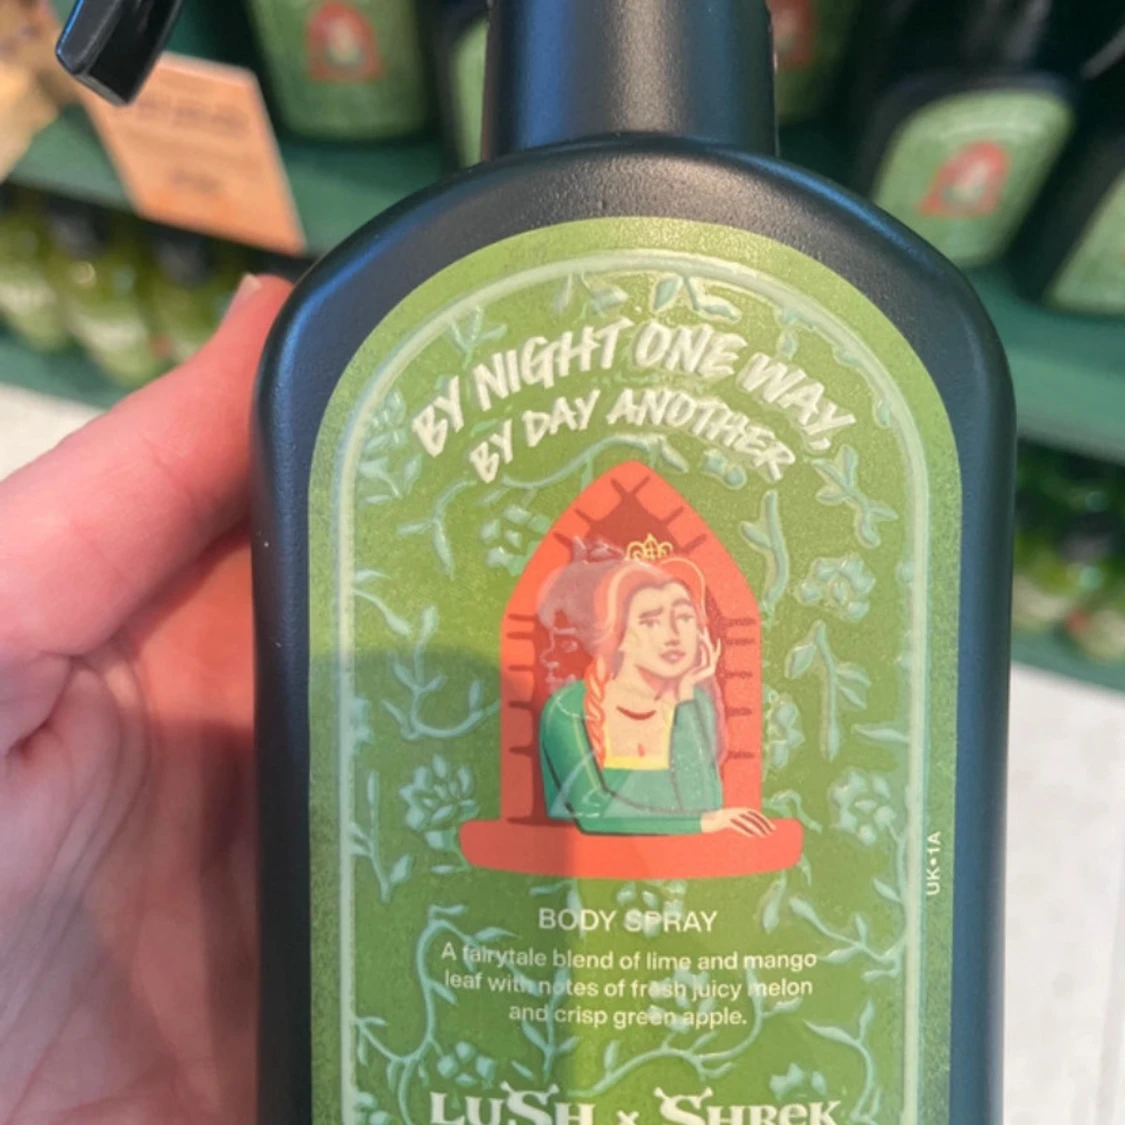 BY NIGHT ONE WAY,
BY DAY ANOTHER
BODY SPRAY
A fairytale blend of lime and mango
leaf with notes of fresh juicy melon
and crisp green apple.
LUSH × SHREK
UK•1A